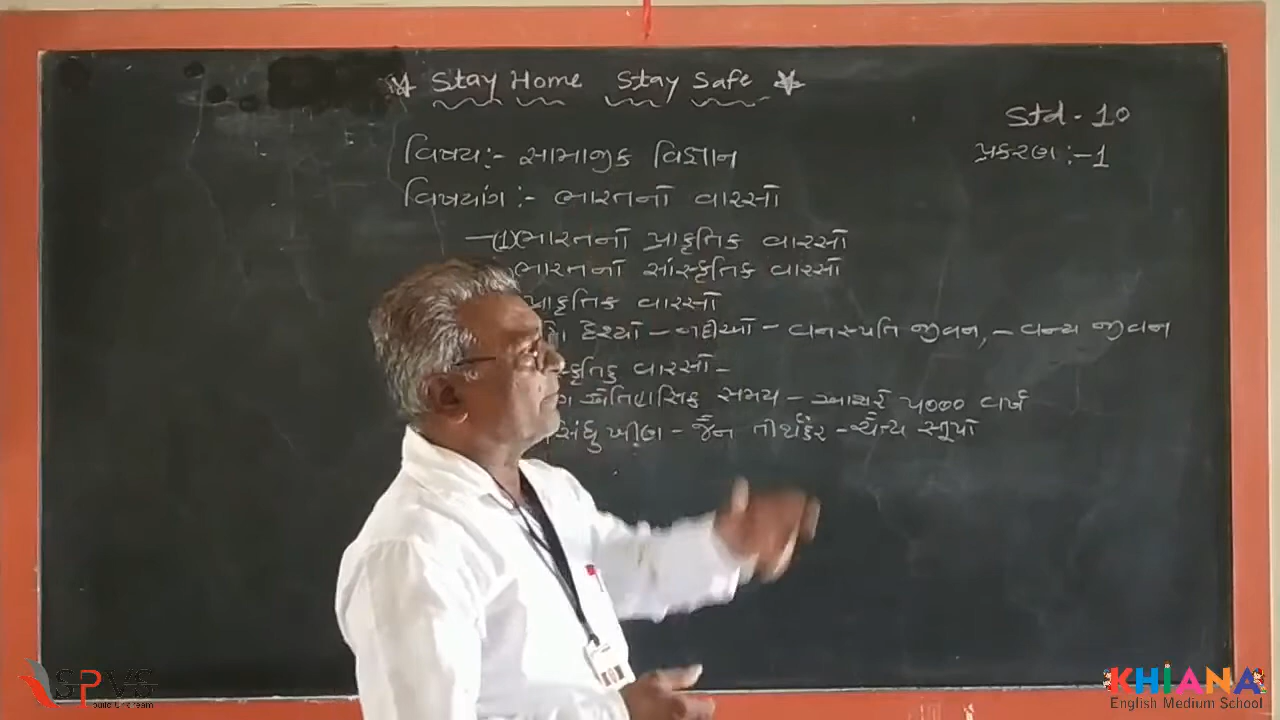 Stay Home Stay Safe
Std - 10
વિષય :- સામાજીક વિજ્ઞાન
પ્રકરણ :- 1
વિષયાંગ :- ભારતનો વારસો
(1) ભારતનો પ્રાકૃતિક વારસો
ભારતનો સાંસ્કૃતિક વારસો
પ્રાકૃતિક વારસો
દૃશ્યો - નદીઓ - વનસ્પતિ જીવન, - વન્ય જીવન
વારસો -
ઐતિહાસિક સમય - આશરે ૫૦૦૦ વર્ષ
સિંધુ ખીણ - જૈન તીર્થંકર - ચૈત્ય સ્તૂપો
SPVS
KHIANA
English Medium School